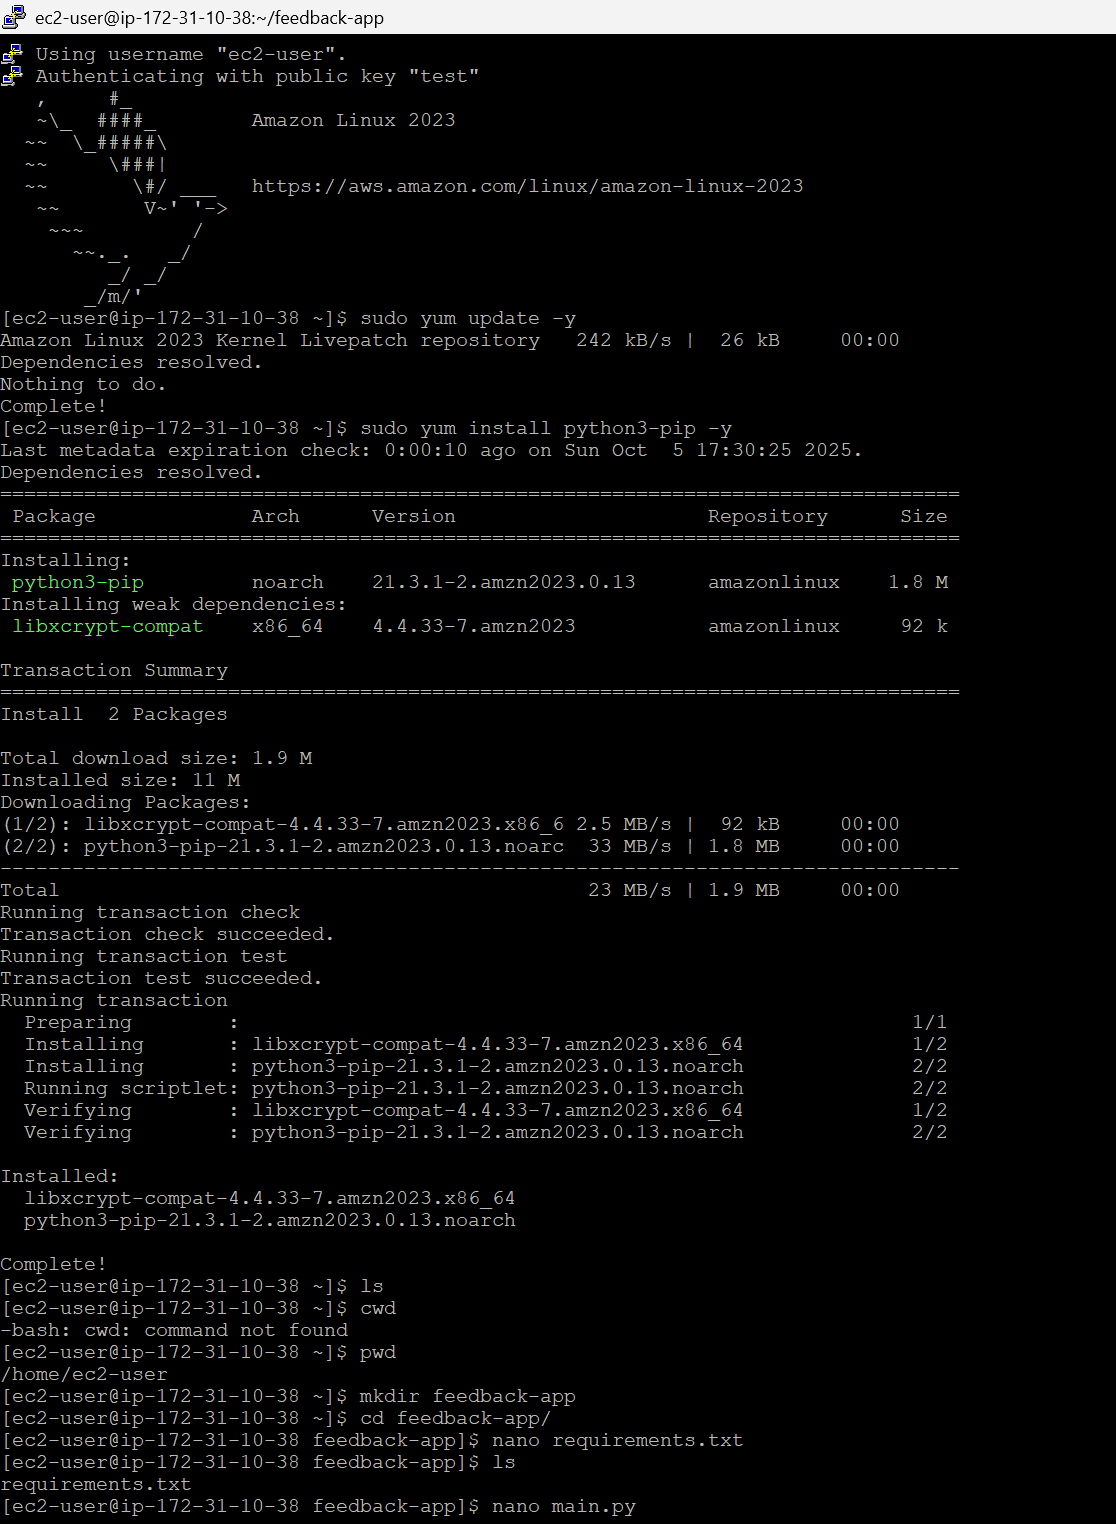 ec2-user@ip-172-31-10-38:~/feedback-app
Using username "ec2-user".
Authenticating with public key "test"
   ,     #_
   ~\_  ####_        Amazon Linux 2023
  ~~  \_#####\
  ~~     \###|
  ~~       \#/ ___   https://aws.amazon.com/linux/amazon-linux-2023
   ~~       V~' '->
    ~~~         /
      ~~._.   _/
         _/ _/
       _/m/'
[ec2-user@ip-172-31-10-38 ~]$ sudo yum update -y
Amazon Linux 2023 Kernel Livepatch repository   242 kB/s |  26 kB     00:00
Dependencies resolved.
Nothing to do.
Complete!
[ec2-user@ip-172-31-10-38 ~]$ sudo yum install python3-pip -y
Last metadata expiration check: 0:00:10 ago on Sun Oct  5 17:30:25 2025.
Dependencies resolved.
================================================================================
 Package             Arch      Version                     Repository      Size
================================================================================
Installing:
 python3-pip         noarch    21.3.1-2.amzn2023.0.13      amazonlinux    1.8 M
Installing weak dependencies:
 libxcrypt-compat    x86_64    4.4.33-7.amzn2023           amazonlinux     92 k

Transaction Summary
================================================================================
Install  2 Packages

Total download size: 1.9 M
Installed size: 11 M
Downloading Packages:
(1/2): libxcrypt-compat-4.4.33-7.amzn2023.x86_6 2.5 MB/s |  92 kB     00:00
(2/2): python3-pip-21.3.1-2.amzn2023.0.13.noarc  33 MB/s | 1.8 MB     00:00
--------------------------------------------------------------------------------
Total                                            23 MB/s | 1.9 MB     00:00
Running transaction check
Transaction check succeeded.
Running transaction test
Transaction test succeeded.
Running transaction
  Preparing        :                                                        1/1
  Installing       : libxcrypt-compat-4.4.33-7.amzn2023.x86_64              1/2
  Installing       : python3-pip-21.3.1-2.amzn2023.0.13.noarch              2/2
  Running scriptlet: python3-pip-21.3.1-2.amzn2023.0.13.noarch              2/2
  Verifying        : libxcrypt-compat-4.4.33-7.amzn2023.x86_64              1/2
  Verifying        : python3-pip-21.3.1-2.amzn2023.0.13.noarch              2/2

Installed:
  libxcrypt-compat-4.4.33-7.amzn2023.x86_64
  python3-pip-21.3.1-2.amzn2023.0.13.noarch

Complete!
[ec2-user@ip-172-31-10-38 ~]$ ls
[ec2-user@ip-172-31-10-38 ~]$ cwd
-bash: cwd: command not found
[ec2-user@ip-172-31-10-38 ~]$ pwd
/home/ec2-user
[ec2-user@ip-172-31-10-38 ~]$ mkdir feedback-app
[ec2-user@ip-172-31-10-38 ~]$ cd feedback-app/
[ec2-user@ip-172-31-10-38 feedback-app]$ nano requirements.txt
[ec2-user@ip-172-31-10-38 feedback-app]$ ls
requirements.txt
[ec2-user@ip-172-31-10-38 feedback-app]$ nano main.py